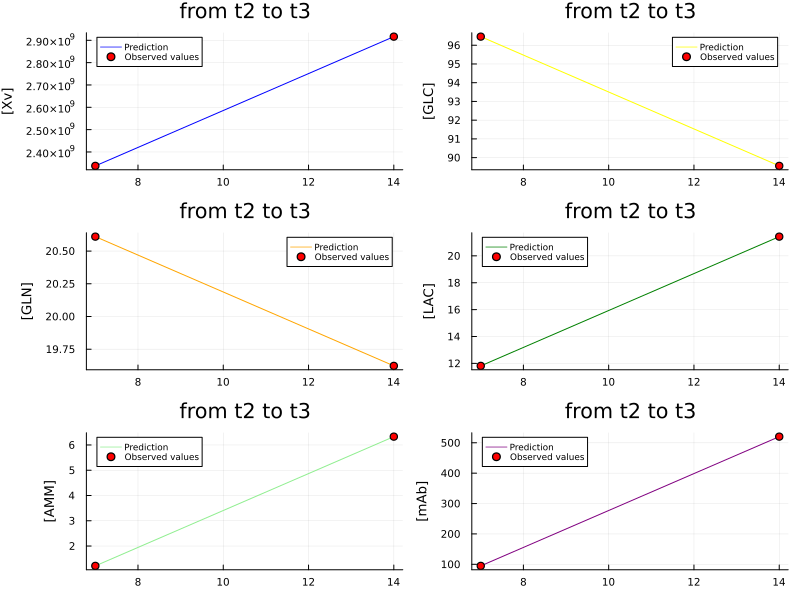 from t2 to t3
[Xv]
2.90×10⁹
2.80×10⁹
2.70×10⁹
2.60×10⁹
2.50×10⁹
2.40×10⁹
Prediction
Observed values
8 10 12 14
from t2 to t3
[GLC]
96
95
94
93
92
91
90
Prediction
Observed values
8 10 12 14
from t2 to t3
[GLN]
20.50
20.25
20.00
19.75
Prediction
Observed values
8 10 12 14
from t2 to t3
[LAC]
20
18
16
14
12
Prediction
Observed values
8 10 12 14
from t2 to t3
[AMM]
6
5
4
3
2
Prediction
Observed values
8 10 12 14
from t2 to t3
[mAb]
500
400
300
200
100
Prediction
Observed values
8 10 12 14